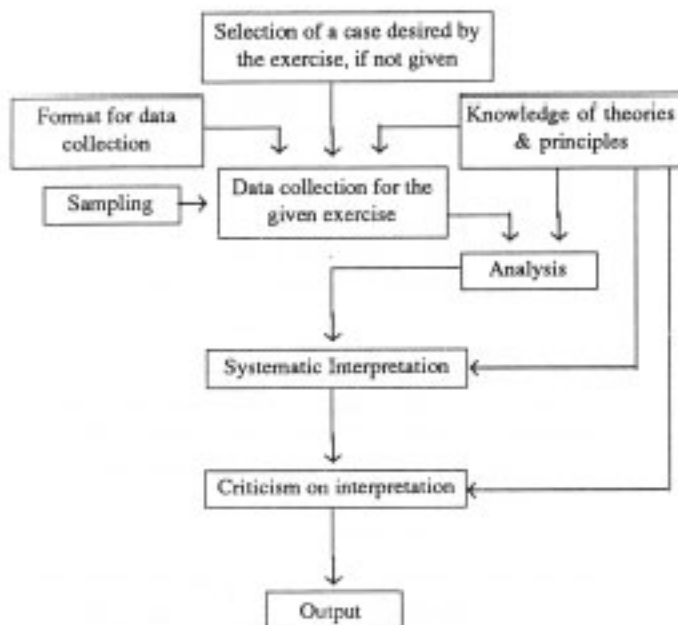 Selection of a case desired by
the exercise, if not given
Format for data
collection
Knowledge of theories
& principles
Sampling
Data collection for the
given exercise
Analysis
Systematic Interpretation
Criticism on interpretation
Output